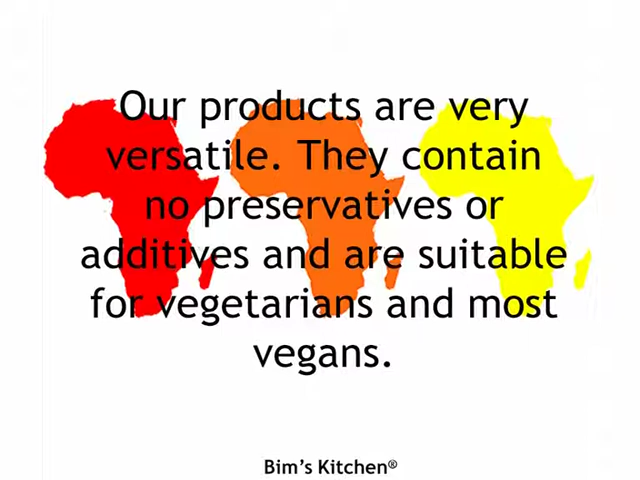 Our products are very
versatile. They contain
no preservatives or
additives and are suitable
for vegetarians and most
vegans.
Bim's Kitchen®